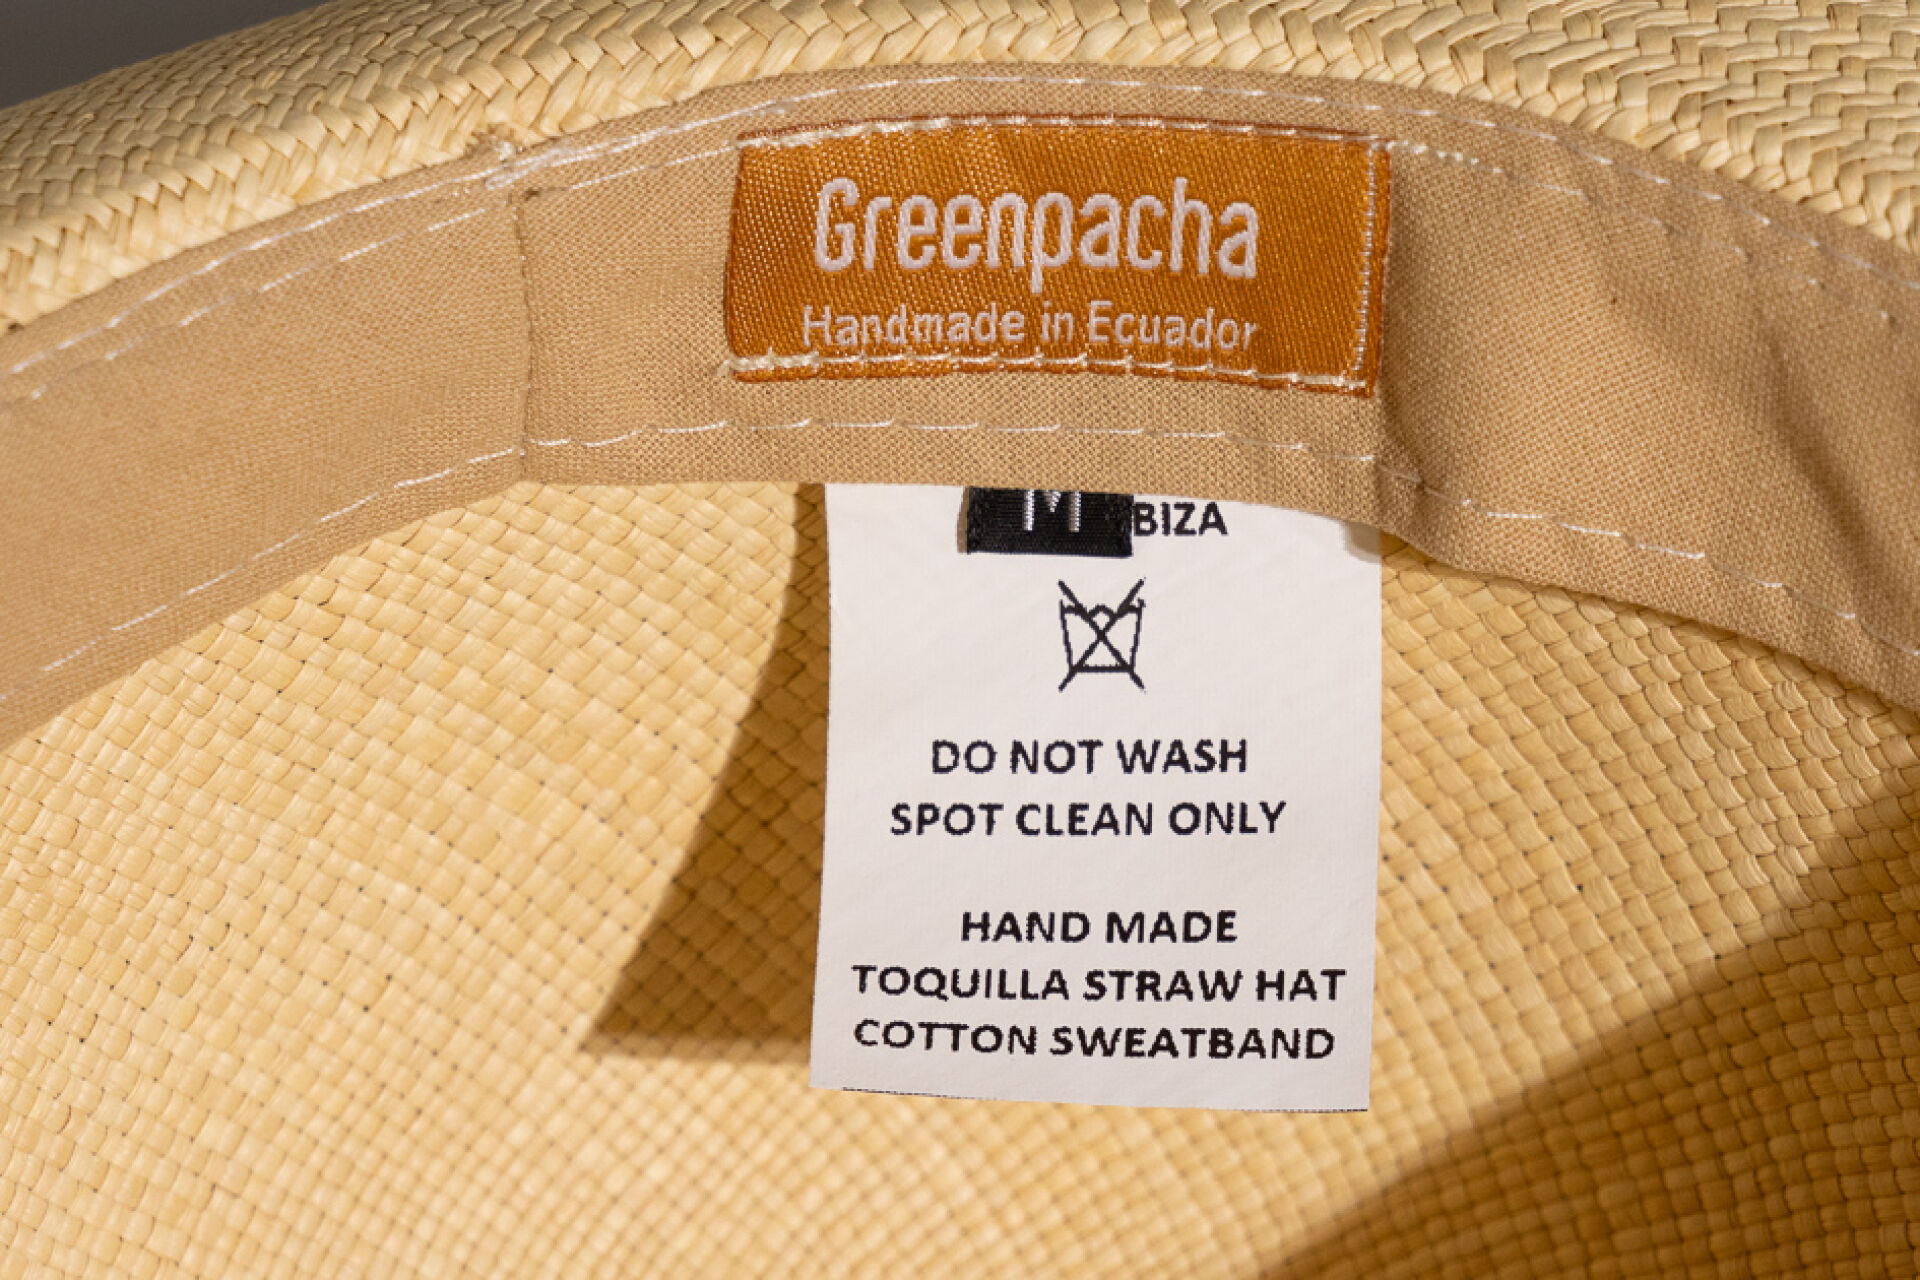 Greenpacha
Handmade in Ecuador
M
BIZA
DO NOT WASH
SPOT CLEAN ONLY
HAND MADE
TOQUILLA STRAW HAT
COTTON SWEATBAND